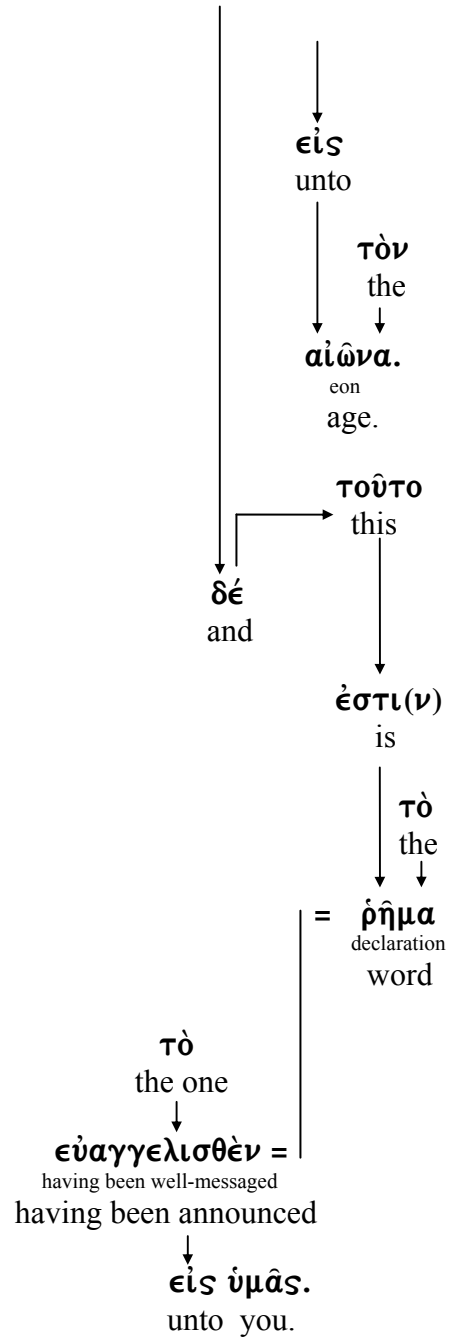 εἰς
unto
τὸν
the
αἰῶνα.
eon
age.
τοῦτο
this
δέ
and
ἐστι(ν)
is
τὸ
the
= ῥῆμα
declaration
word
τὸ
the one
εὐαγγελισθὲν =
having been well-messaged
having been announced
εἰς ὑμᾶς.
unto you.